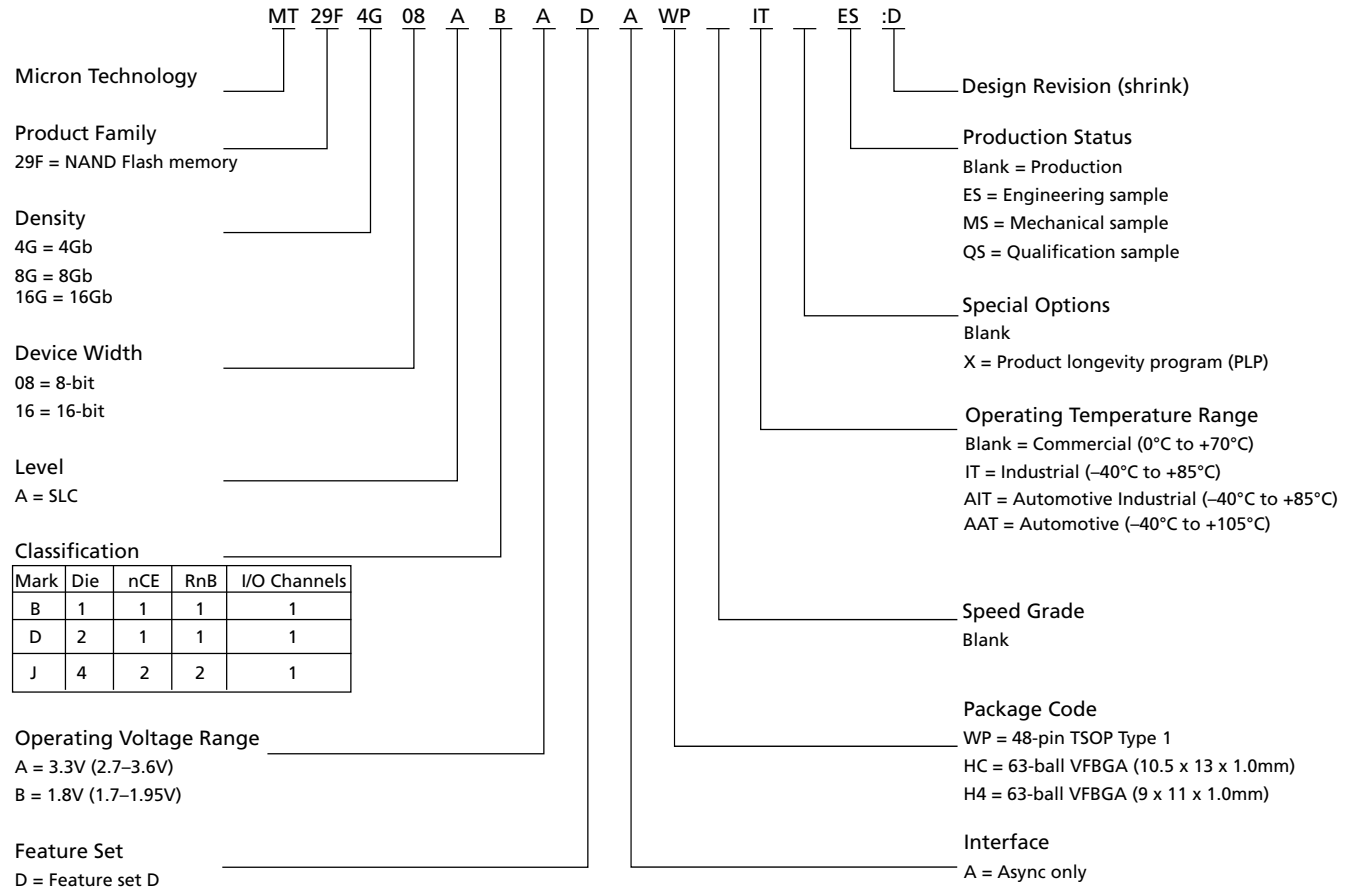 MT 29F 4G 08 A B A D A WP IT ES :D
Micron Technology
Product Family
29F = NAND Flash memory
Density
4G = 4Gb
8G = 8Gb
16G = 16Gb
Device Width
08 = 8-bit
16 = 16-bit
Level
A = SLC
Classification
Mark Die nCE RnB I/O Channels
B 1 1 1 1
D 2 1 1 1
J 4 2 2 1
Operating Voltage Range
A = 3.3V (2.7–3.6V)
B = 1.8V (1.7–1.95V)
Feature Set
D = Feature set D
Design Revision (shrink)
Production Status
Blank = Production
ES = Engineering sample
MS = Mechanical sample
QS = Qualification sample
Special Options
Blank
X = Product longevity program (PLP)
Operating Temperature Range
Blank = Commercial (0°C to +70°C)
IT = Industrial (–40°C to +85°C)
AIT = Automotive Industrial (–40°C to +85°C)
AAT = Automotive (–40°C to +105°C)
Speed Grade
Blank
Package Code
WP = 48-pin TSOP Type 1
HC = 63-ball VFBGA (10.5 x 13 x 1.0mm)
H4 = 63-ball VFBGA (9 x 11 x 1.0mm)
Interface
A = Async only